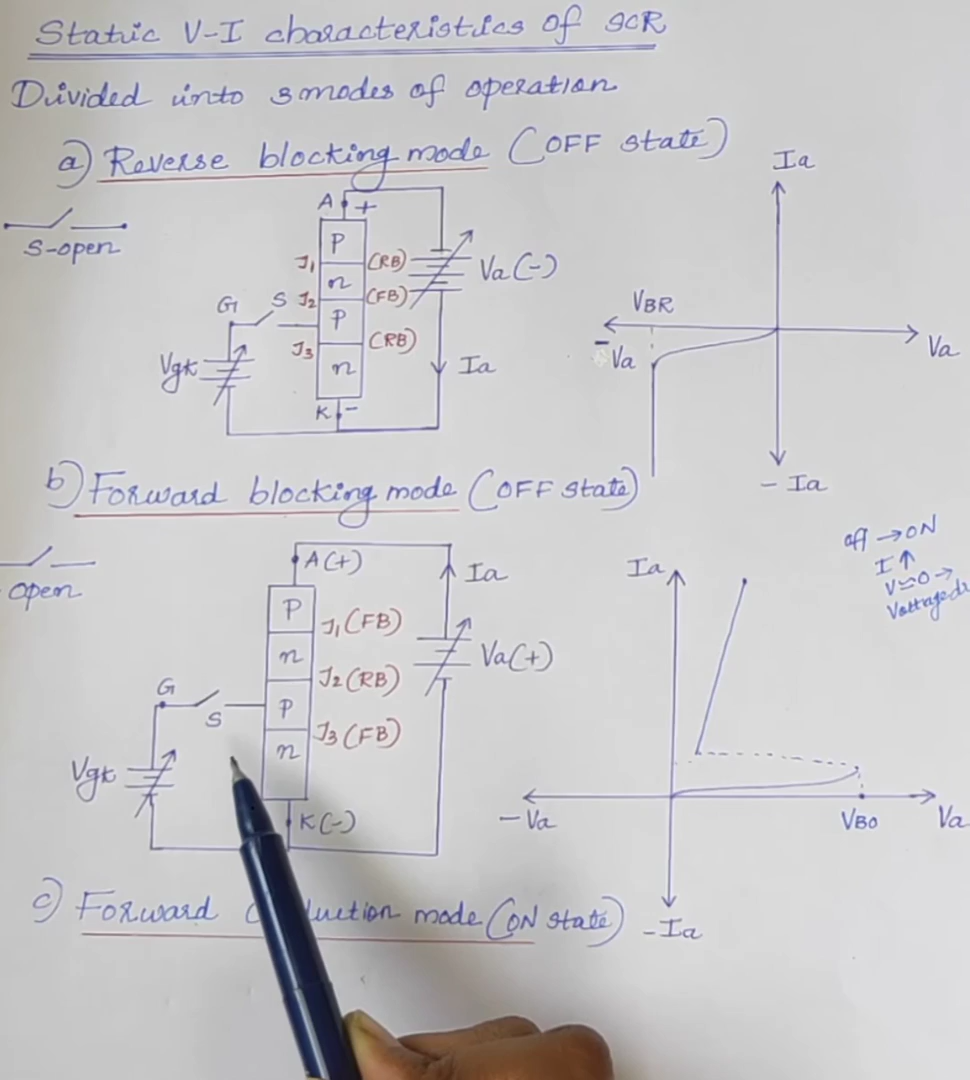 Static V-I characteristics of SCR
Divided into 3 modes of operation
a) Reverse blocking mode (OFF state)
S-open
A +
P
J1 (RB)
n
J2 (FB)
P
J3 (RB)
n
K -
G
S
Vgk
Va (-)
Ia
Ia
VBR
-Va
Va
- Ia
b) Forward blocking mode (OFF state)
open
A (+)
P
J1 (FB)
n
J2 (RB)
P
J3 (FB)
n
K (-)
G
S
Vgk
Ia
Va (+)
off → ON
I ↑
V≃0 →
Ia
- Va
VBO
Va
- Ia
c) Forward mode (ON state)